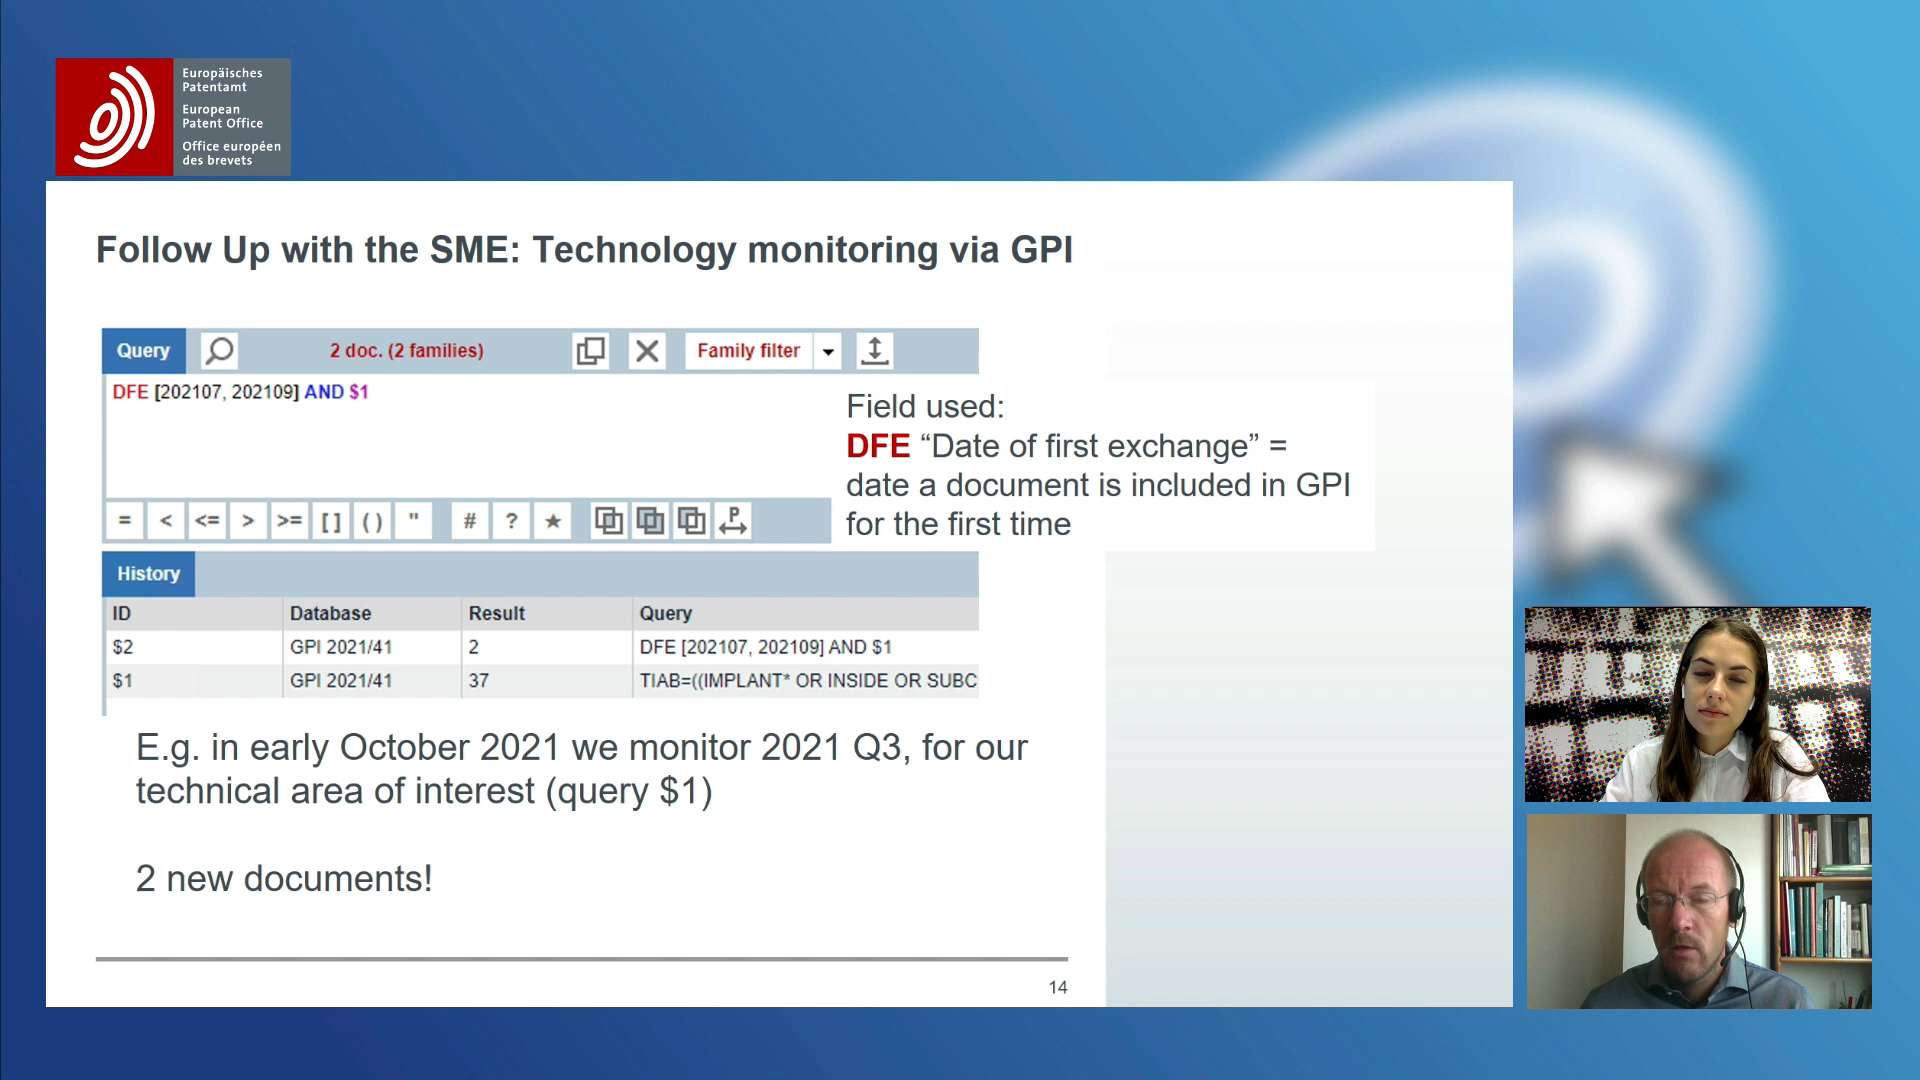 Europäisches
Patentamt
European
Patent Office
Office européen
des brevets
Follow Up with the SME: Technology monitoring via GPI
Query 2 doc. (2 families) Family filter
DFE [202107, 202109] AND $1
Field used:
DFE “Date of first exchange” =
date a document is included in GPI
for the first time
= < <= > >= [ ] ( ) " # ? ★ P
History
ID Database Result Query
$2 GPI 2021/41 2 DFE [202107, 202109] AND $1
$1 GPI 2021/41 37 TIAB=((IMPLANT* OR INSIDE OR SUBC
E.g. in early October 2021 we monitor 2021 Q3, for our
technical area of interest (query $1)
2 new documents!
14